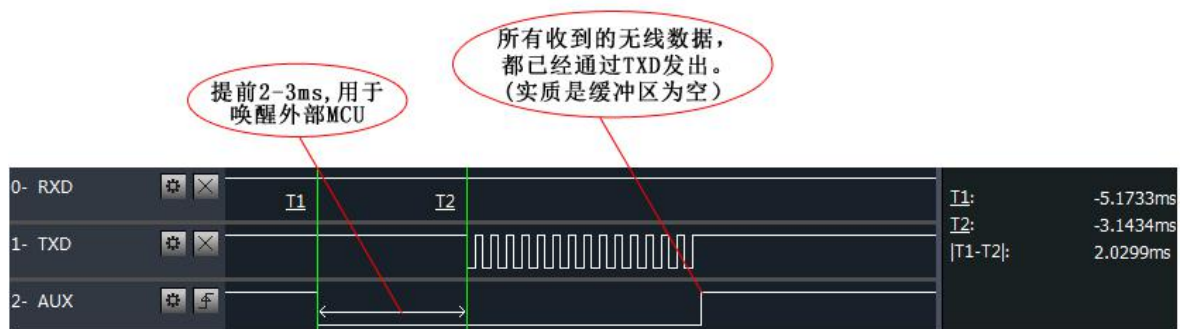 所有收到的无线数据，
都已经通过TXD发出。
(实质是缓冲区为空)
提前2-3ms,用于
唤醒外部MCU
0- RXD
T1
T2
1- TXD
2- AUX
T1: -5.1733ms
T2: -3.1434ms
|T1-T2|: 2.0299ms